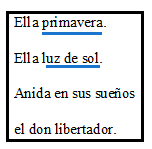 Ella primavera.
Ella luz de sol.
Anida en sus sueños
el don libertador.